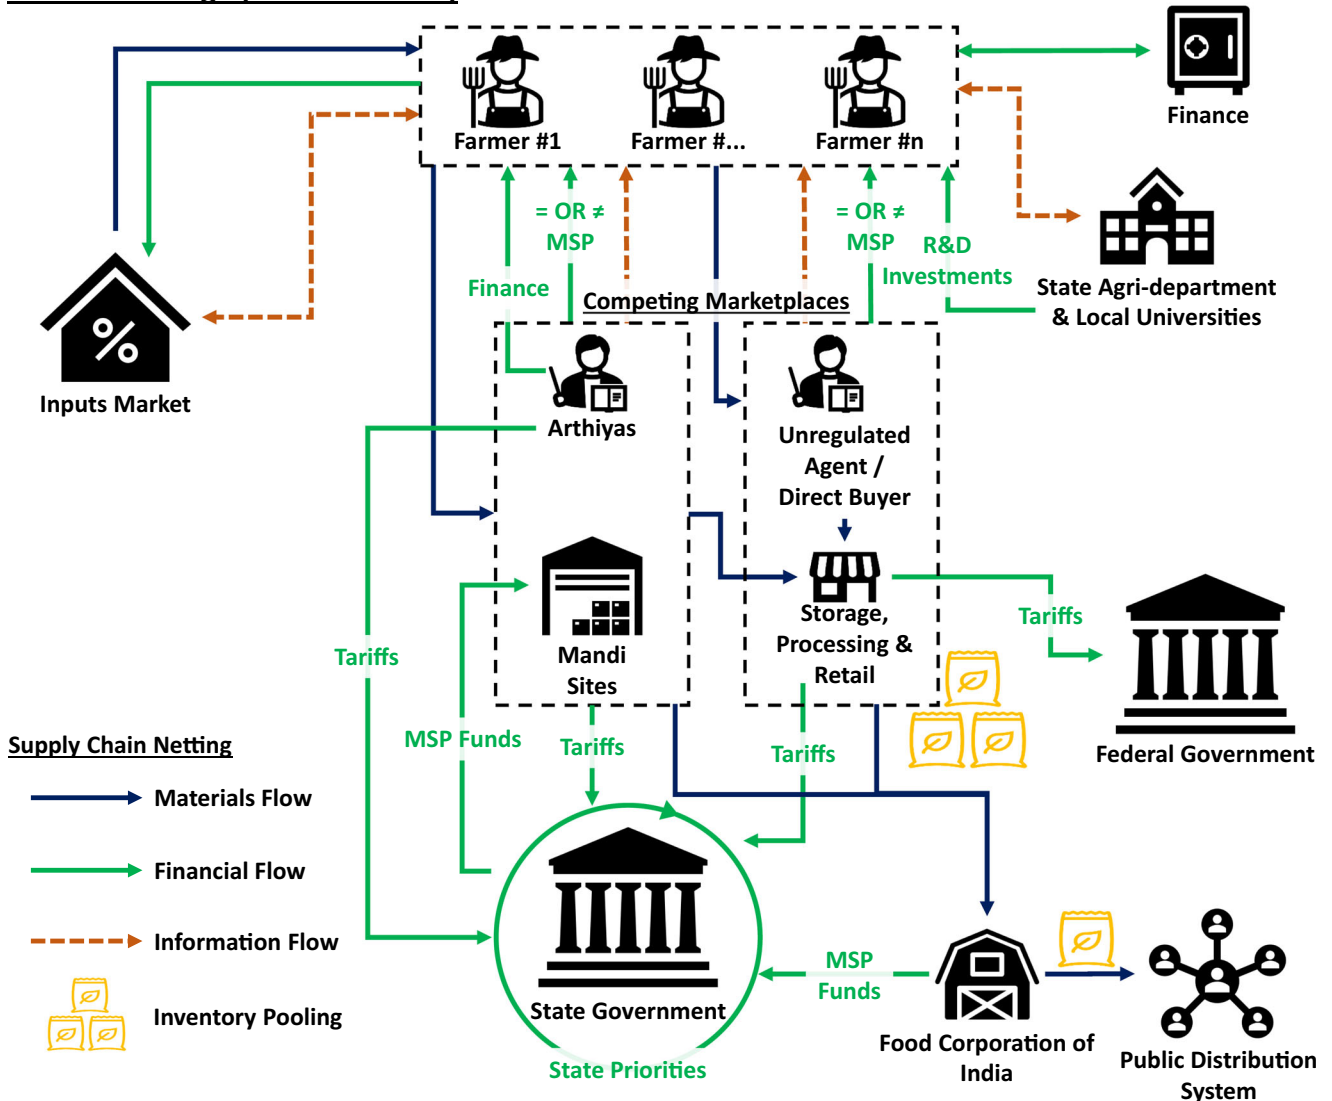 Finance
Farmer #1
Farmer #...
Farmer #n
= OR ≠
MSP
= OR ≠
MSP
R&D
Investments
State Agri-department
& Local Universities
Finance
Competing Marketplaces
Inputs Market
Arthiyas
Unregulated
Agent /
Direct Buyer
Storage,
Processing &
Retail
Mandi
Sites
Tariffs
Tariffs
MSP Funds
Tariffs
Tariffs
Federal Government
Supply Chain Netting
Materials Flow
Financial Flow
Information Flow
Inventory Pooling
State Government
State Priorities
MSP
Funds
Food Corporation of
India
Public Distribution
System